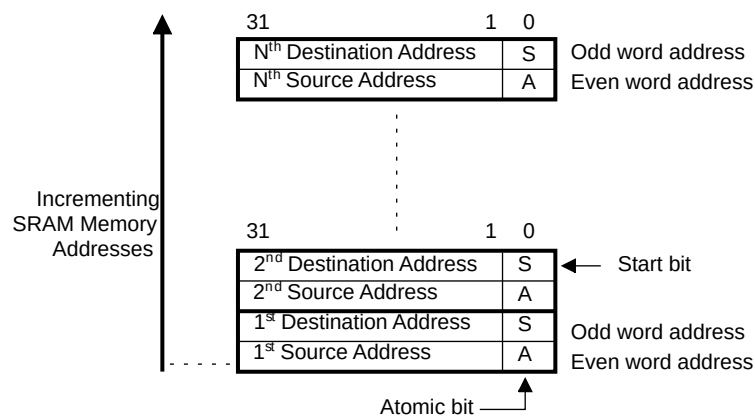 31 1 0
Nth Destination Address S Odd word address
Nth Source Address A Even word address
Incrementing
SRAM Memory
Addresses
31 1 0
2nd Destination Address S Start bit
2nd Source Address A
1st Destination Address S Odd word address
1st Source Address A Even word address
Atomic bit